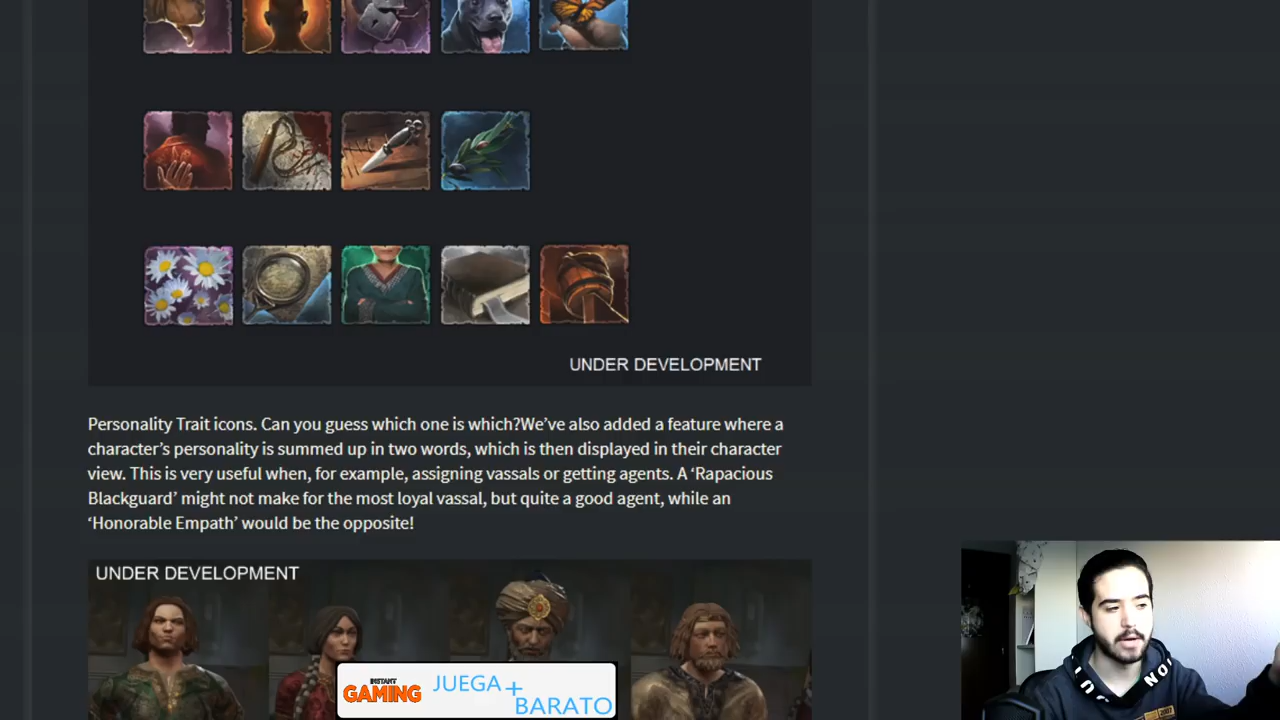 UNDER DEVELOPMENT
Personality Trait icons. Can you guess which one is which?We've also added a feature where a
character's personality is summed up in two words, which is then displayed in their character
view. This is very useful when, for example, assigning vassals or getting agents. A ‘Rapacious
Blackguard’ might not make for the most loyal vassal, but quite a good agent, while an
‘Honorable Empath’ would be the opposite!
UNDER DEVELOPMENT
INSTANT
GAMING
JUEGA+
BARATO